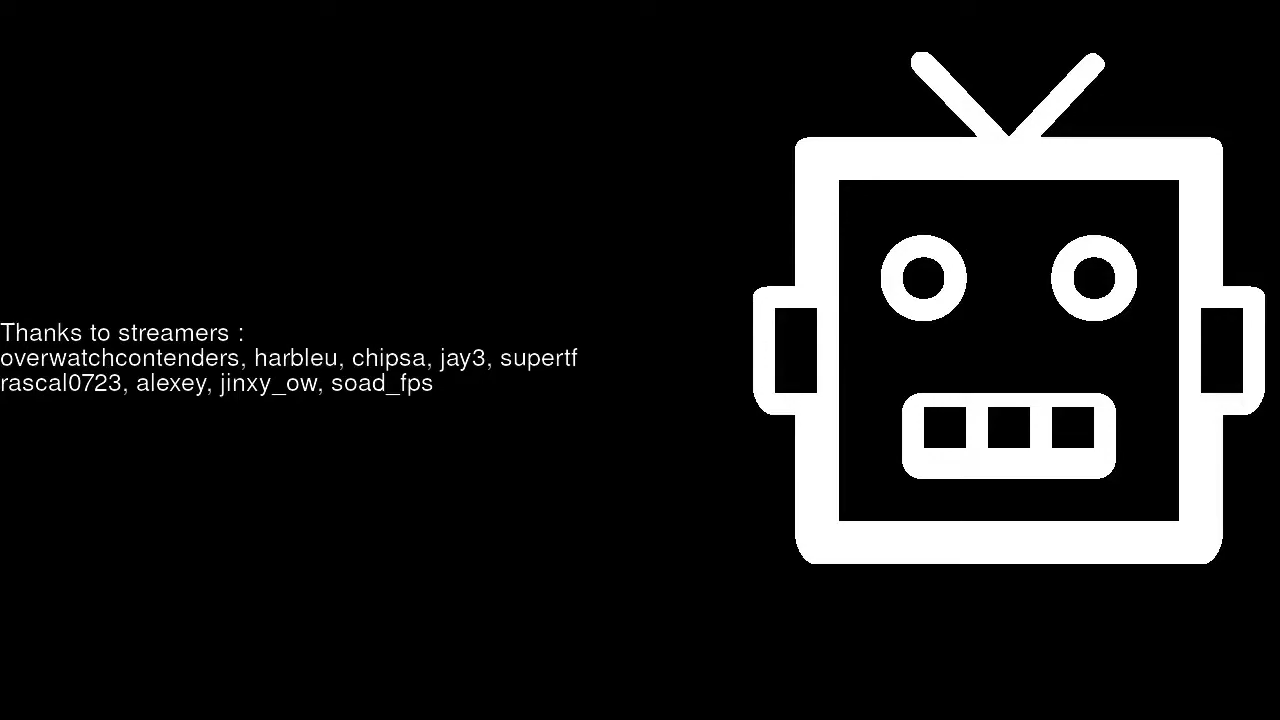 Thanks to streamers :
overwatchcontenders, harbleu, chipsa, jay3, supertf
rascal0723, alexey, jinxy_ow, soad_fps